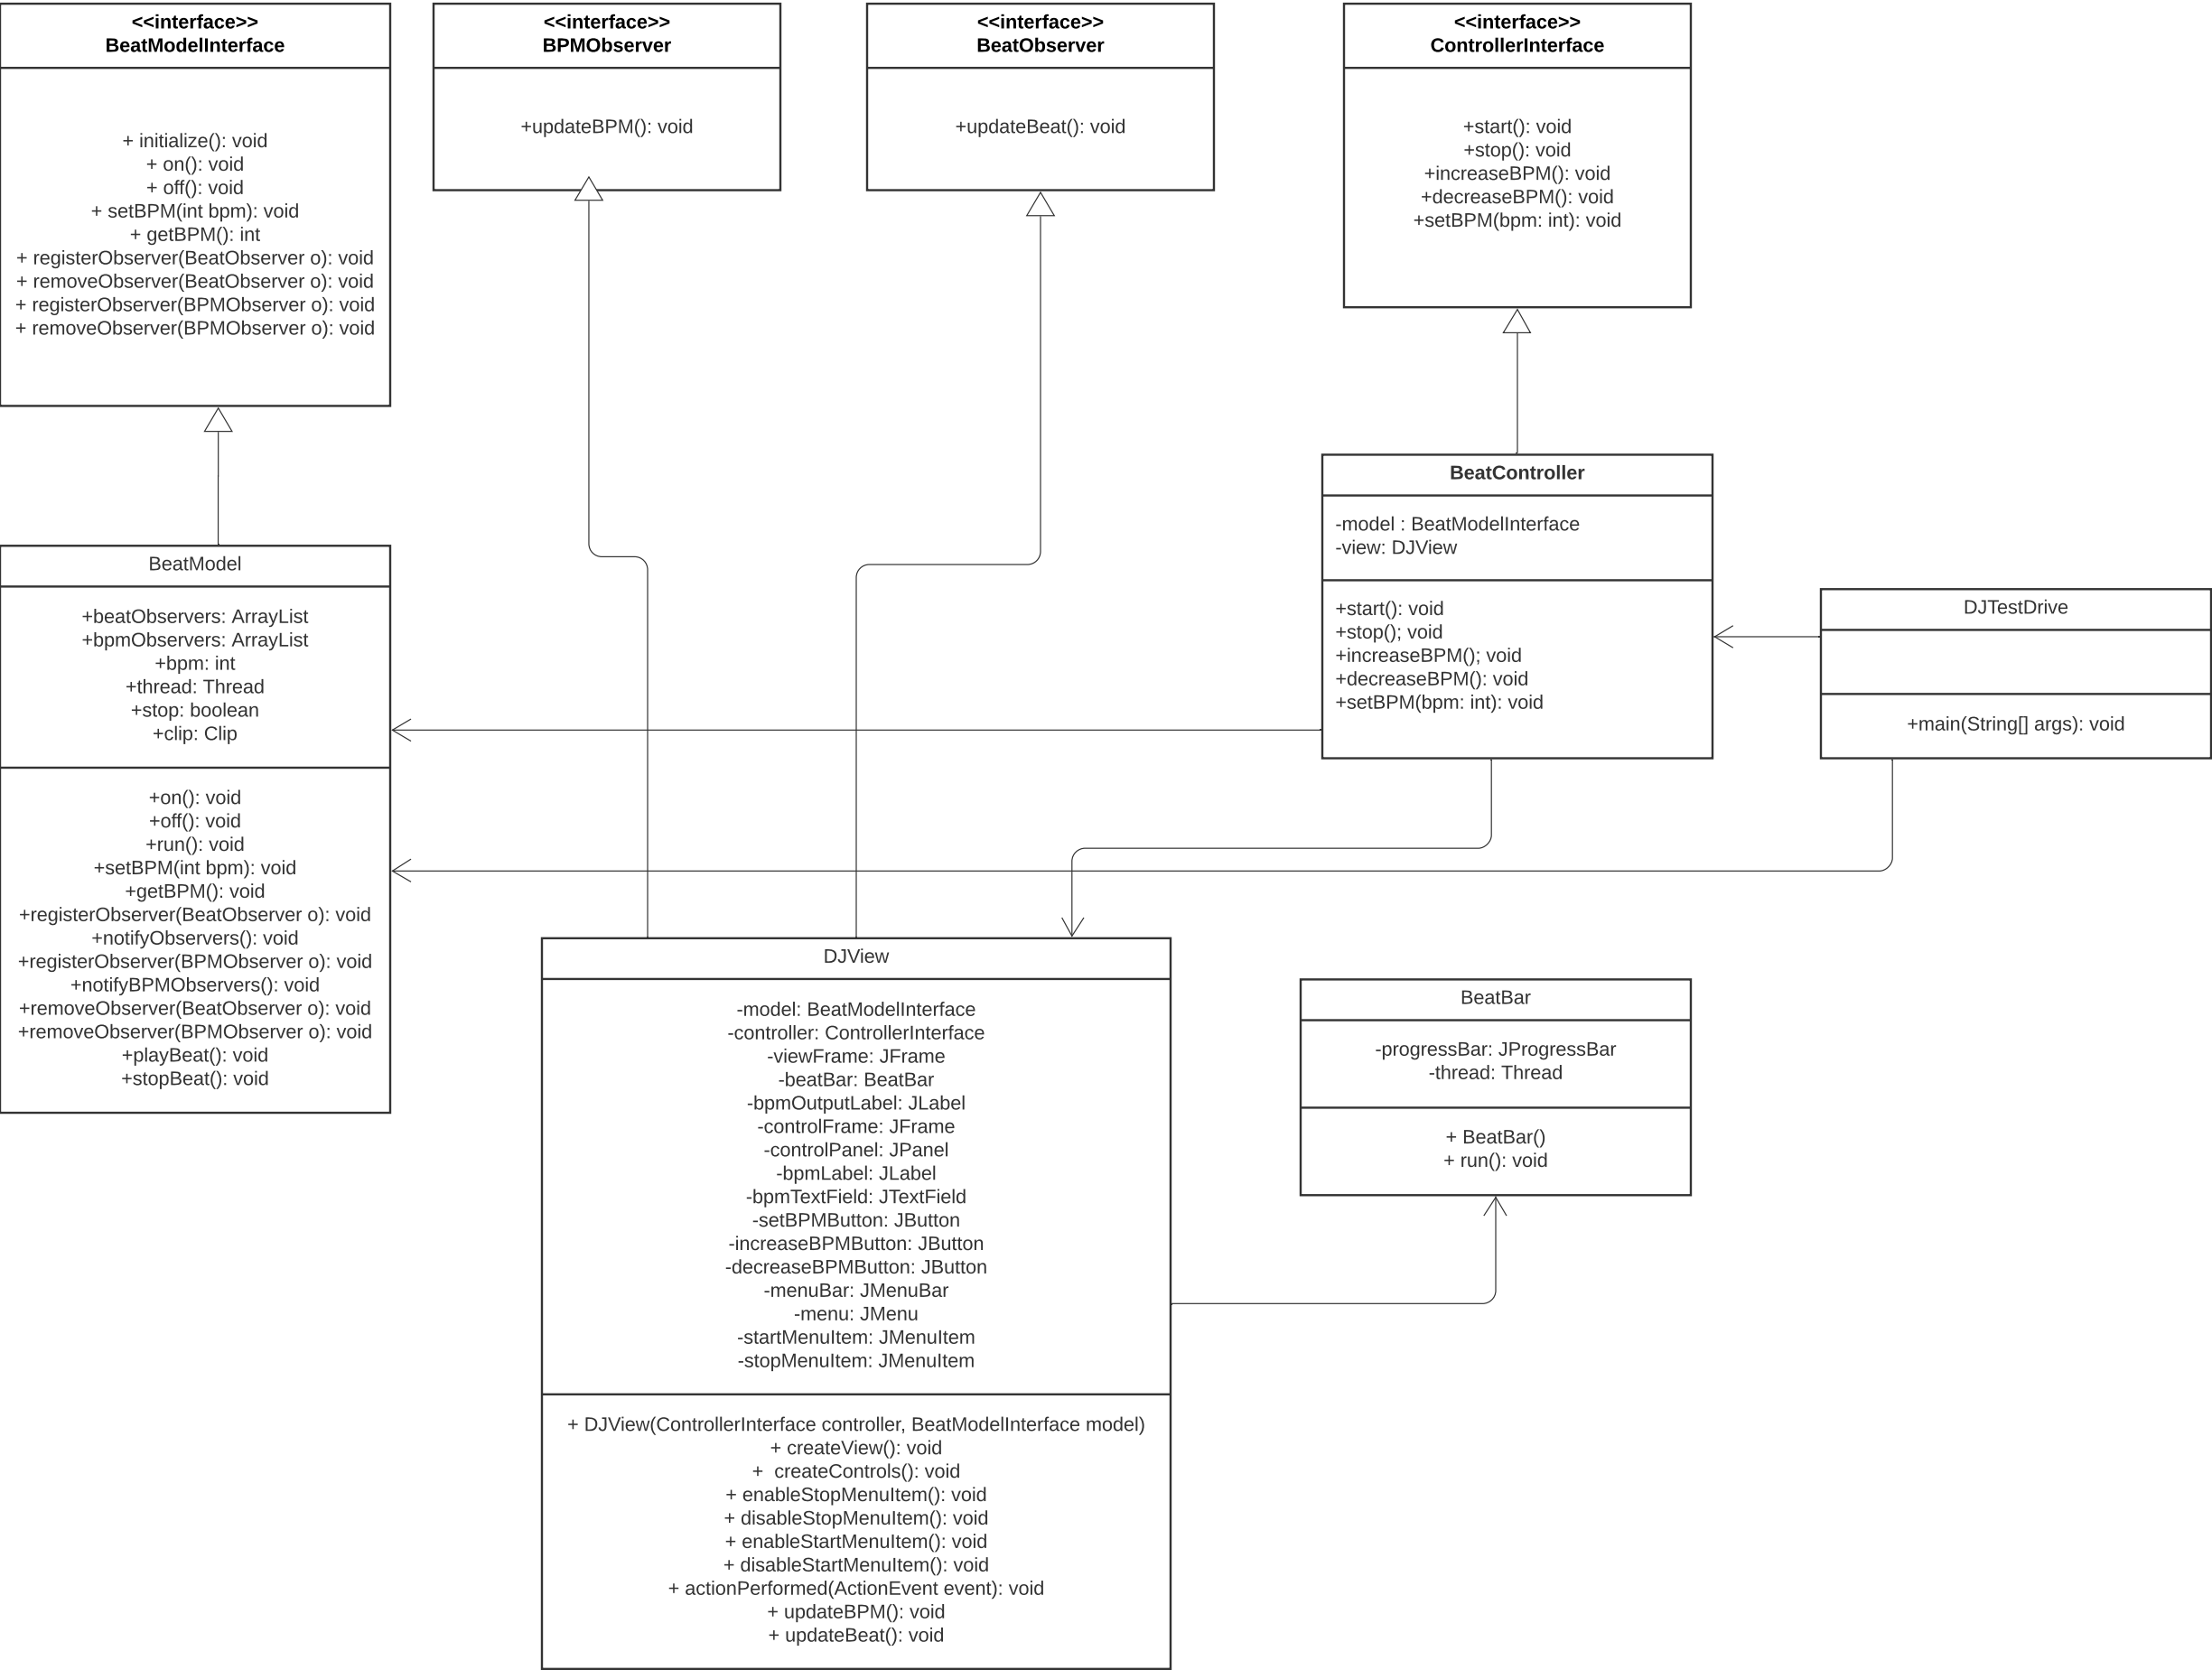 <<interface>>
BeatModelInterface
+ initialize(): void
+ on(): void
+ off(): void
+ setBPM(int bpm): void
+ getBPM(): int
+ registerObserver(BeatObserver o): void
+ removeObserver(BeatObserver o): void
+ registerObserver(BPMObserver o): void
+ removeObserver(BPMObserver o): void
<<interface>>
BPMObserver
+updateBPM(): void
<<interface>>
BeatObserver
+updateBeat(): void
<<interface>>
ControllerInterface
+start(): void
+stop(): void
+increaseBPM(): void
+decreaseBPM(): void
+setBPM(bpm: int): void
BeatController
-model : BeatModelInterface
-view: DJView
+start(): void
+stop(); void
+increaseBPM(); void
+decreaseBPM(): void
+setBPM(bpm: int): void
DJTestDrive
+main(String[] args): void
BeatModel
+beatObservers: ArrayList
+bpmObservers: ArrayList
+bpm: int
+thread: Thread
+stop: boolean
+clip: Clip
+on(): void
+off(): void
+run(): void
+setBPM(int bpm): void
+getBPM(): void
+registerObserver(BeatObserver o): void
+notifyObservers(): void
+registerObserver(BPMObserver o): void
+notifyBPMObservers(): void
+removeObserver(BeatObserver o): void
+removeObserver(BPMObserver o): void
+playBeat(): void
+stopBeat(): void
DJView
-model: BeatModelInterface
-controller: ControllerInterface
-viewFrame: JFrame
-beatBar: BeatBar
-bpmOutputLabel: JLabel
-controlFrame: JFrame
-controlPanel: JPanel
-bpmLabel: JLabel
-bpmTextField: JTextField
-setBPMButton: JButton
-increaseBPMButton: JButton
-decreaseBPMButton: JButton
-menuBar: JMenuBar
-menu: JMenu
-startMenuItem: JMenuItem
-stopMenuItem: JMenuItem
+ DJView(ControllerInterface controller, BeatModelInterface model)
+ createView(): void
+  createControls(): void
+ enableStopMenuItem(): void
+ disableStopMenuItem(): void
+ enableStartMenuItem(): void
+ disableStartMenuItem(): void
+ actionPerformed(ActionEvent event): void
+ updateBPM(): void
+ updateBeat(): void
BeatBar
-progressBar: JProgressBar
-thread: Thread
+ BeatBar()
+ run(): void